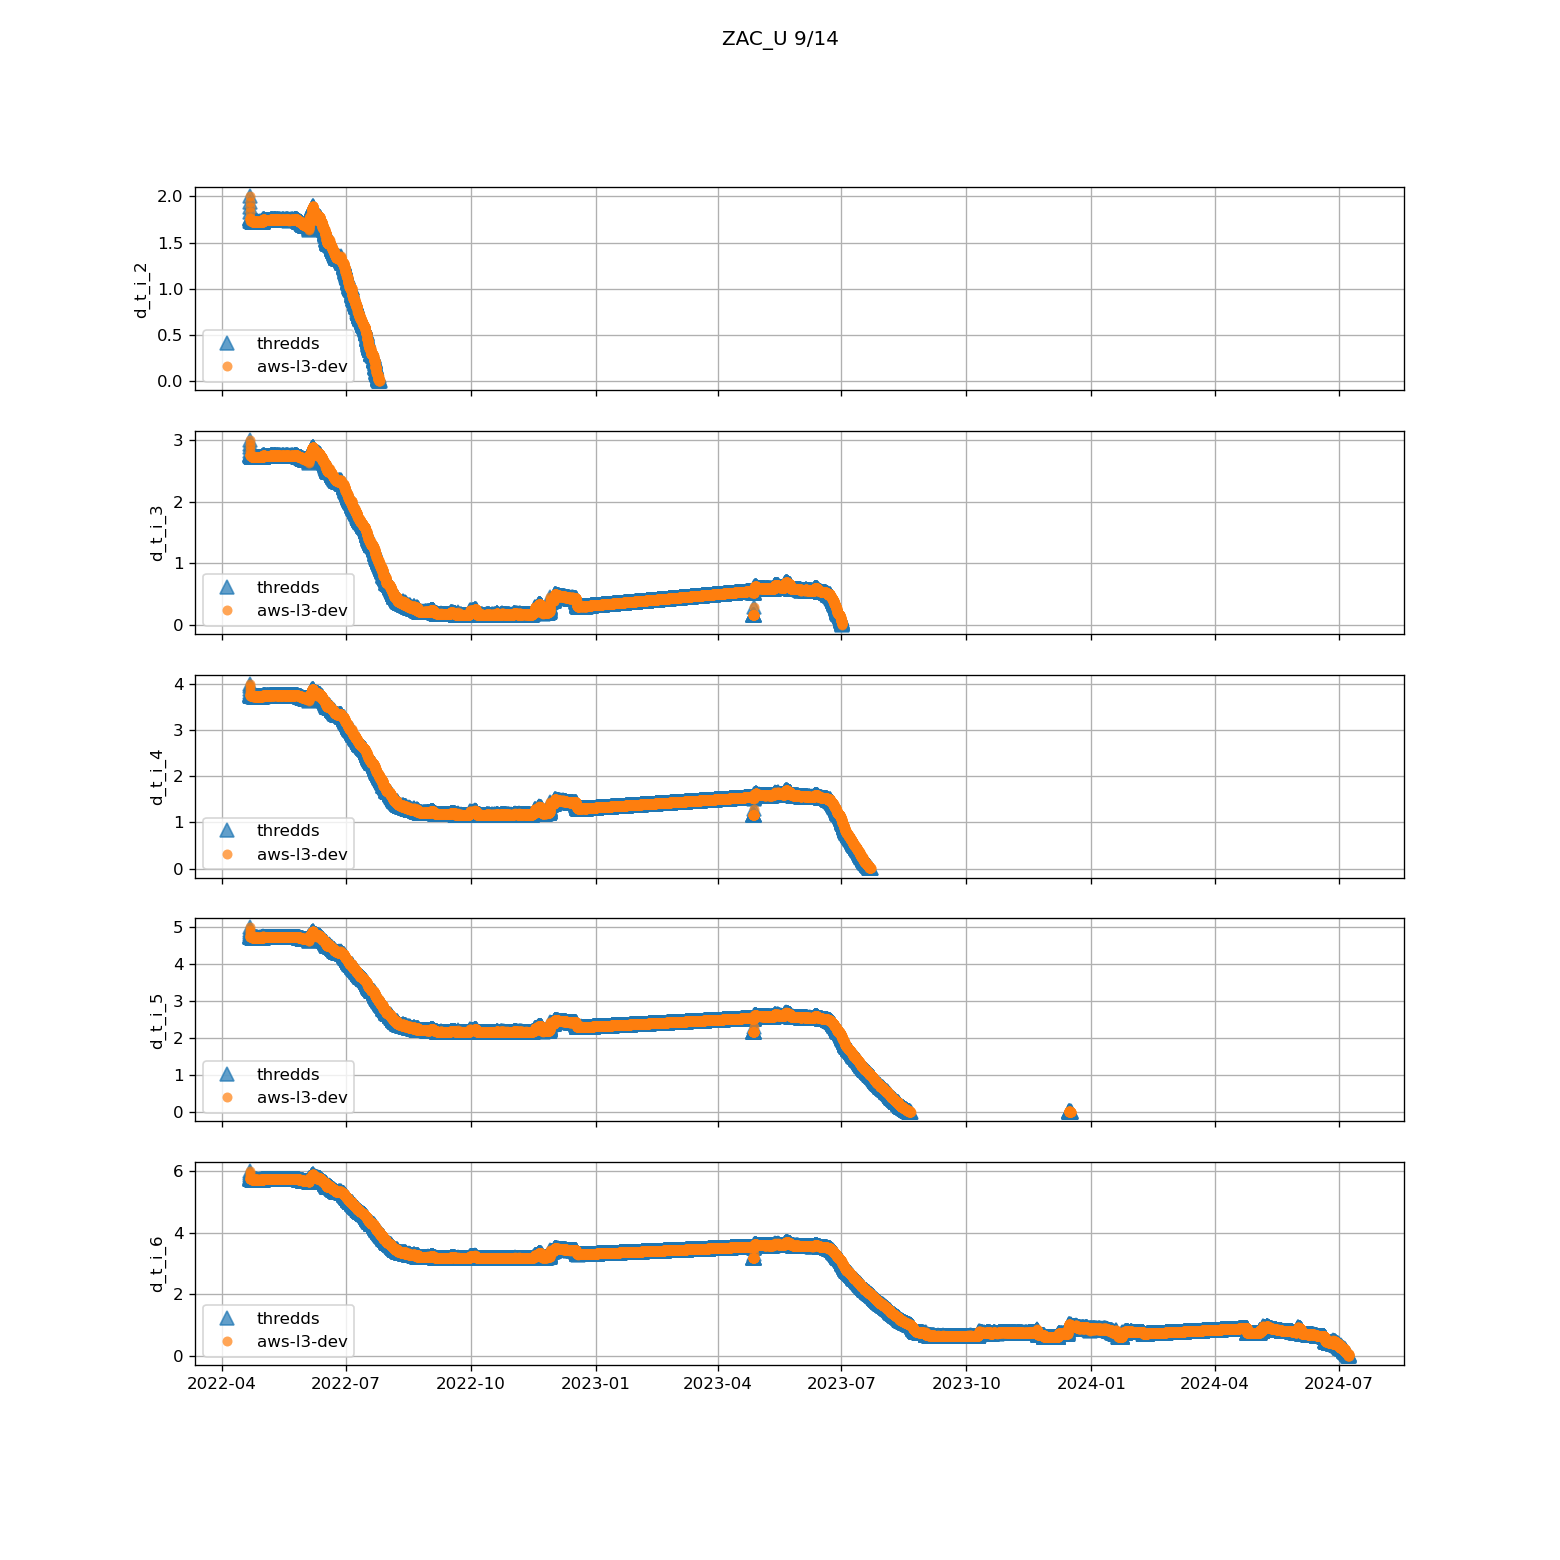 ZAC_U 9/14
2.0
1.5
1.0
0.5
0.0
d_t_i_2
thredds
aws-l3-dev
3
2
1
0
d_t_i_3
thredds
aws-l3-dev
4
3
2
1
0
d_t_i_4
thredds
aws-l3-dev
5
4
3
2
1
0
d_t_i_5
thredds
aws-l3-dev
6
4
2
0
d_t_i_6
thredds
aws-l3-dev
2022-04 2022-07 2022-10 2023-01 2023-04 2023-07 2023-10 2024-01 2024-04 2024-07